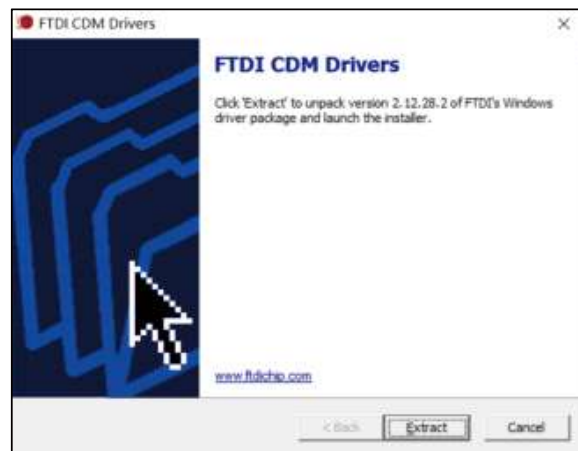 FTDI CDM Drivers
FTDI CDM Drivers
Click 'Extract' to unpack version 2.12.28.2 of FTDI's Windows
driver package and launch the installer.
www.ftdichip.com
< Back Extract Cancel